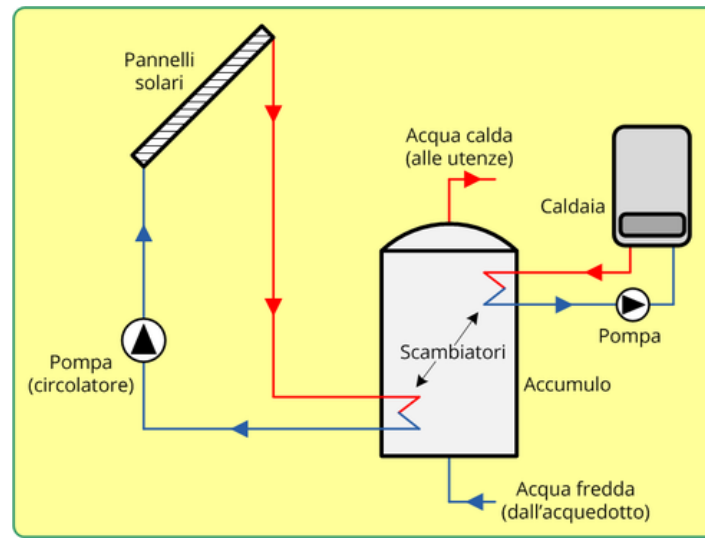 Pannelli
solari
Acqua calda
(alle utenze)
Caldaia
Pompa
Scambiatori
Pompa
(circolatore)
Accumulo
Acqua fredda
(dall’acquedotto)